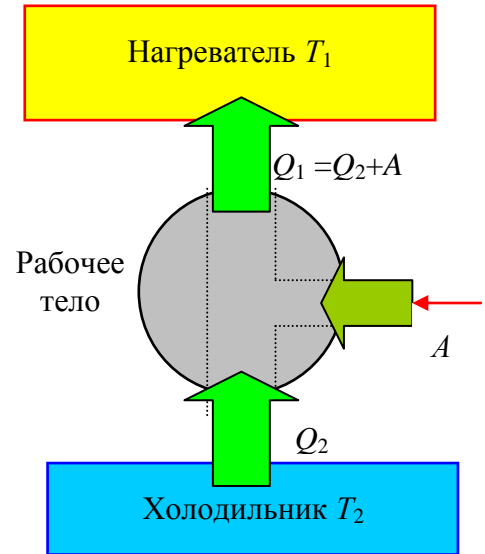 Нагреватель T₁
Q₁ =Q₂+A
Рабочее
тело
A
Q₂
Холодильник T₂